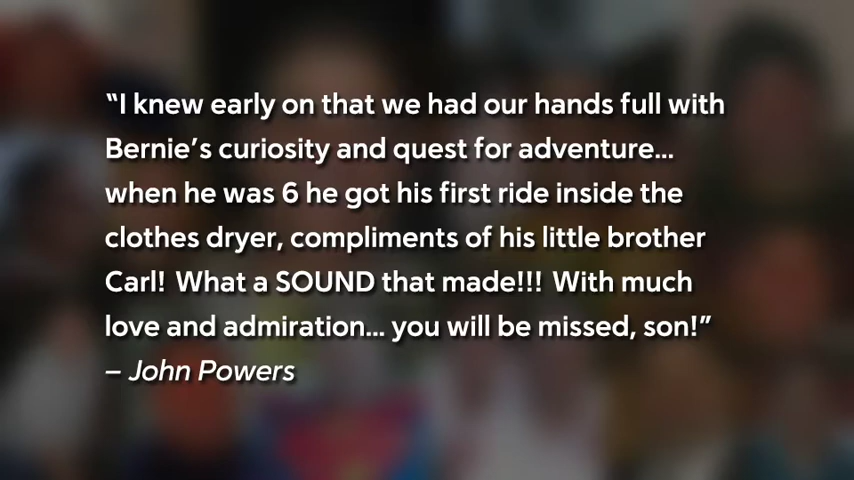 “I knew early on that we had our hands full with
Bernie’s curiosity and quest for adventure...
when he was 6 he got his first ride inside the
clothes dryer, compliments of his little brother
Carl!  What a SOUND that made!!!  With much
love and admiration... you will be missed, son!”
– John Powers